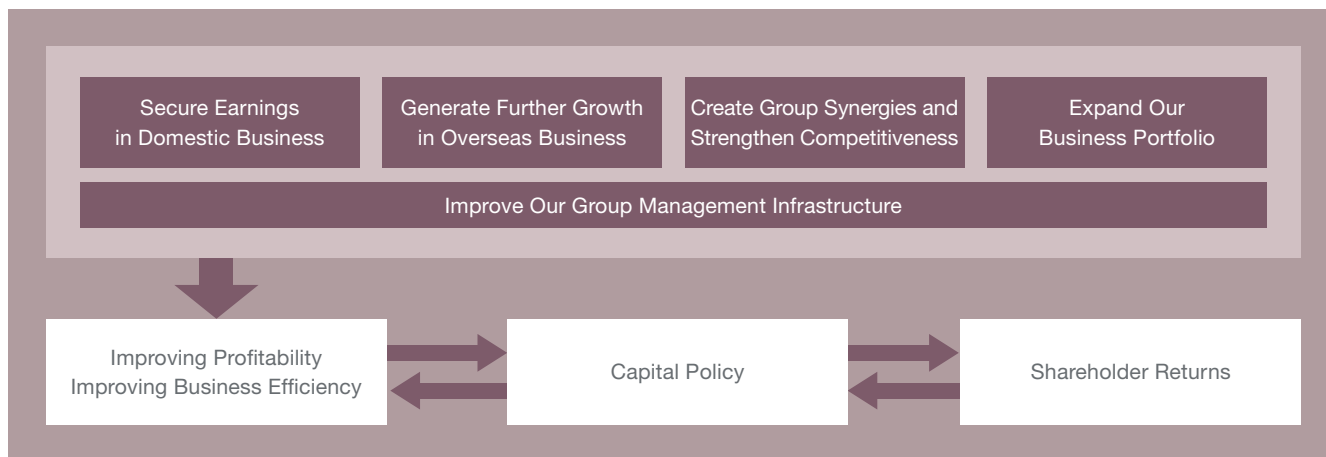 Secure Earnings
in Domestic Business
Generate Further Growth
in Overseas Business
Create Group Synergies and
Strengthen Competitiveness
Expand Our
Business Portfolio
Improve Our Group Management Infrastructure
Improving Profitability
Improving Business Efficiency
Capital Policy
Shareholder Returns